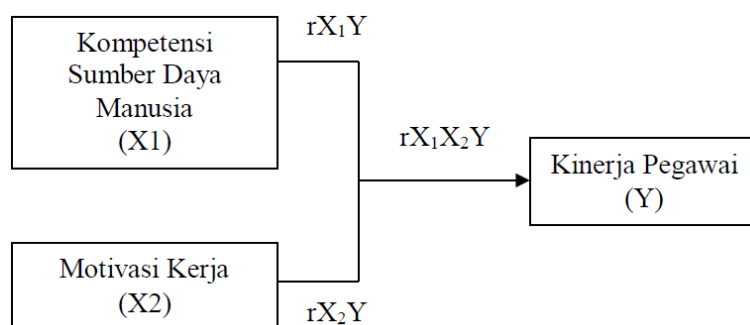 Kompetensi
Sumber Daya
Manusia
(X1)
rX₁Y
rX₁X₂Y
Kinerja Pegawai
(Y)
Motivasi Kerja
(X2)
rX₂Y